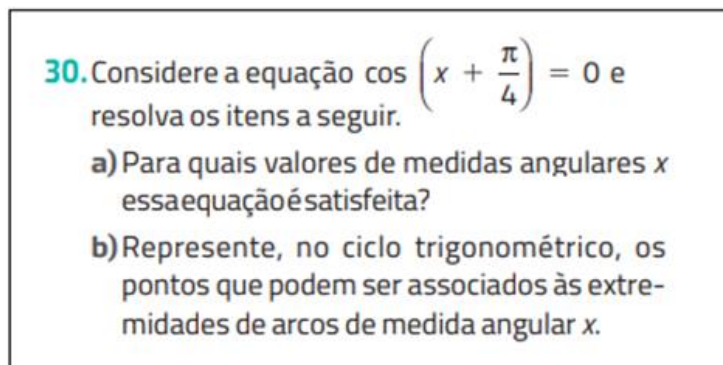 30. Considere a equação cos (x + π/4) = 0 e
resolva os itens a seguir.
a) Para quais valores de medidas angulares x
essa equação é satisfeita?
b) Represente, no ciclo trigonométrico, os
pontos que podem ser associados às extre-
midades de arcos de medida angular x.